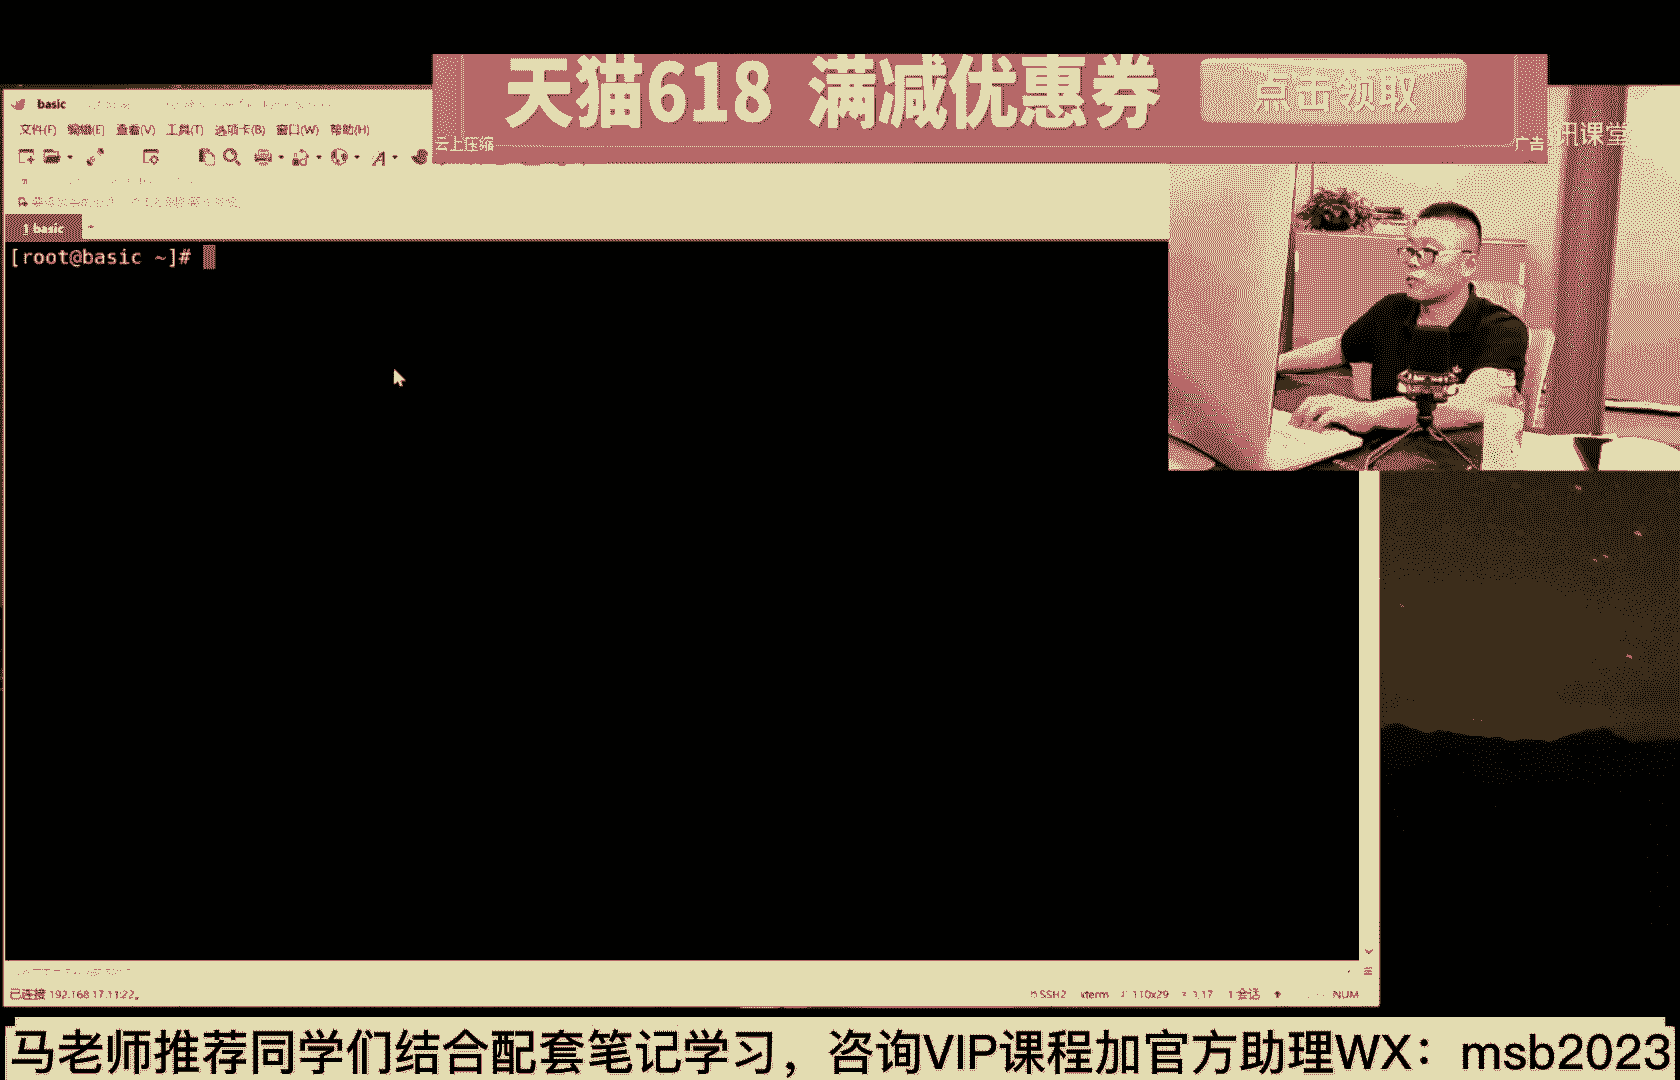 天猫618 满减优惠券 点击领取
云上压缩
广告
讯课堂
basic
文件(F) 编辑(E) 查看(V) 工具(T) 选项卡(B) 窗口(W) 帮助(H)
1 basic
[root@basic ~]#
已连接 192.168.17.11:22。
SSH2 xterm 110x29 1,17 1 会话 NUM
马老师推荐同学们结合配套笔记学习，咨询VIP课程加官方助理WX：msb2023